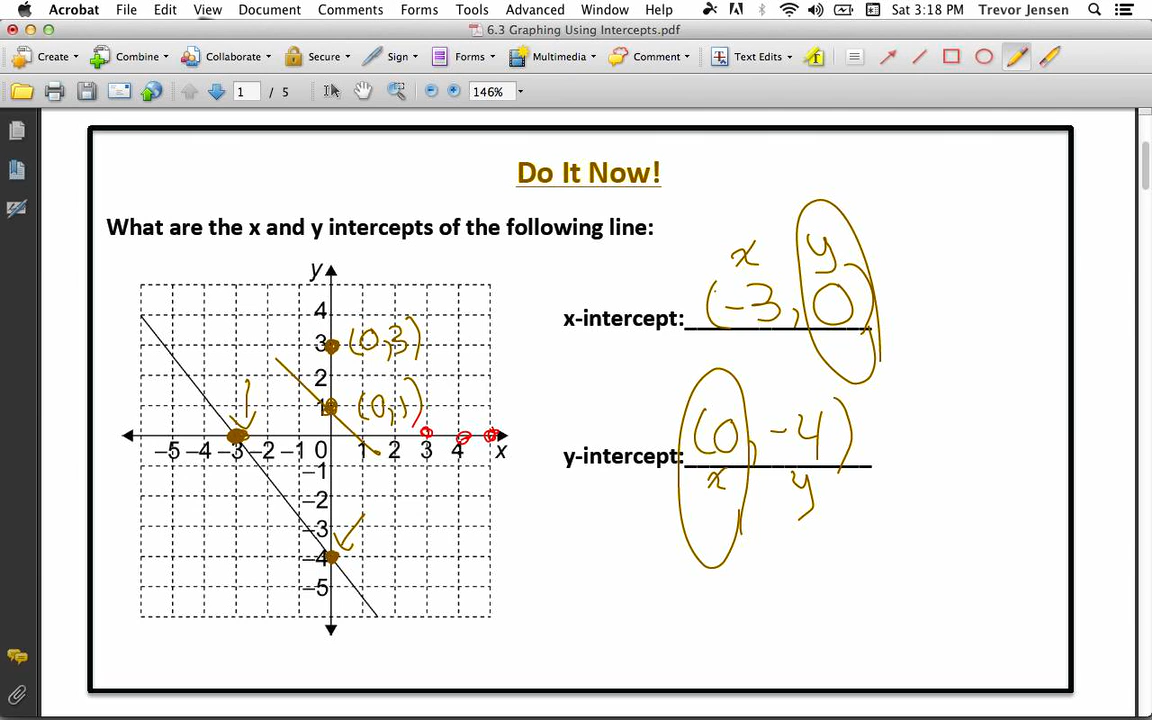 Acrobat File Edit View Document Comments Forms Tools Advanced Window Help Sat 3:18 PM Trevor Jensen
6.3 Graphing Using Intercepts.pdf
Create Combine Collaborate Secure Sign Forms Multimedia Comment Text Edits
1 / 5 146%
Do It Now!
What are the x and y intercepts of the following line:
x y
x-intercept: (-3, 0)
y-intercept: (0, -4)
x y
y
4
3 (0,3)
2
1 (0,1)
-5 -4 -3 -2 -1 0 1 2 3 4 x
-1
-2
-3
-4
-5